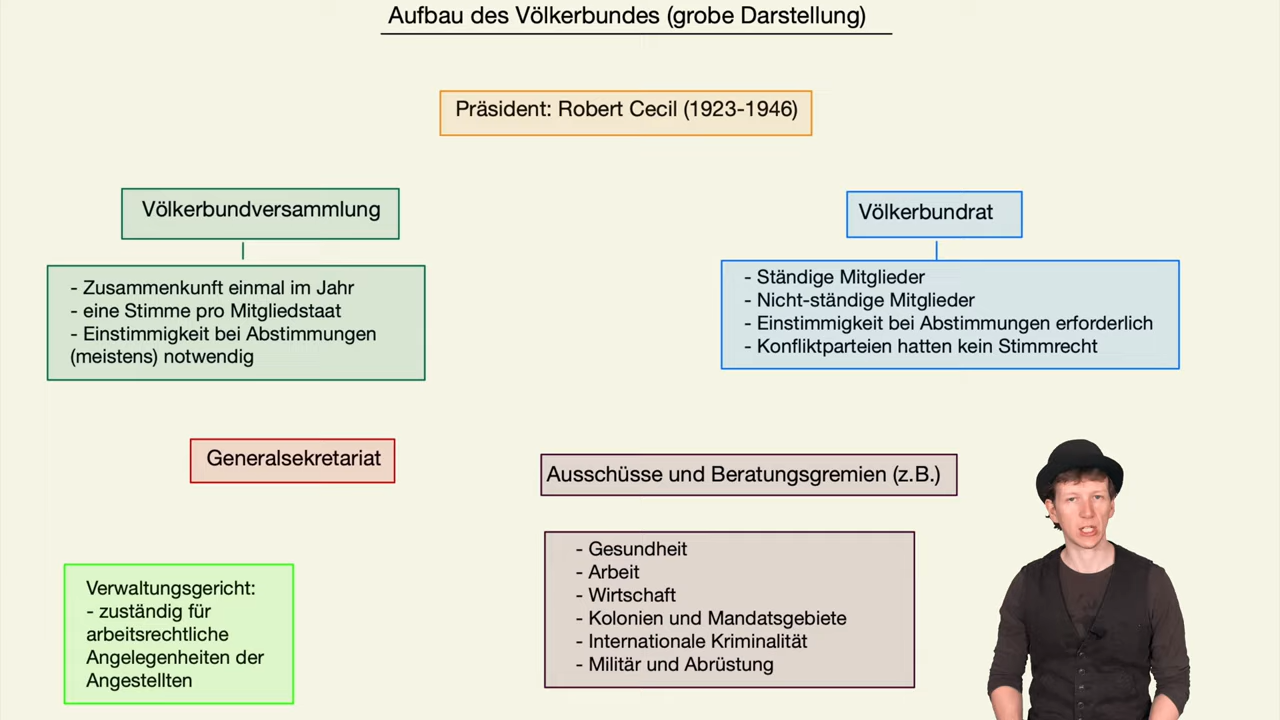 Aufbau des Völkerbundes (grobe Darstellung)
Präsident: Robert Cecil (1923-1946)
Völkerbundversammlung
- Zusammenkunft einmal im Jahr
- eine Stimme pro Mitgliedstaat
- Einstimmigkeit bei Abstimmungen
(meistens) notwendig
Völkerbundrat
- Ständige Mitglieder
- Nicht-ständige Mitglieder
- Einstimmigkeit bei Abstimmungen erforderlich
- Konfliktparteien hatten kein Stimmrecht
Generalsekretariat
Ausschüsse und Beratungsgremien (z.B.)
- Gesundheit
- Arbeit
- Wirtschaft
- Kolonien und Mandatsgebiete
- Internationale Kriminalität
- Militär und Abrüstung
Verwaltungsgericht:
- zuständig für
arbeitsrechtliche
Angelegenheiten der
Angestellten